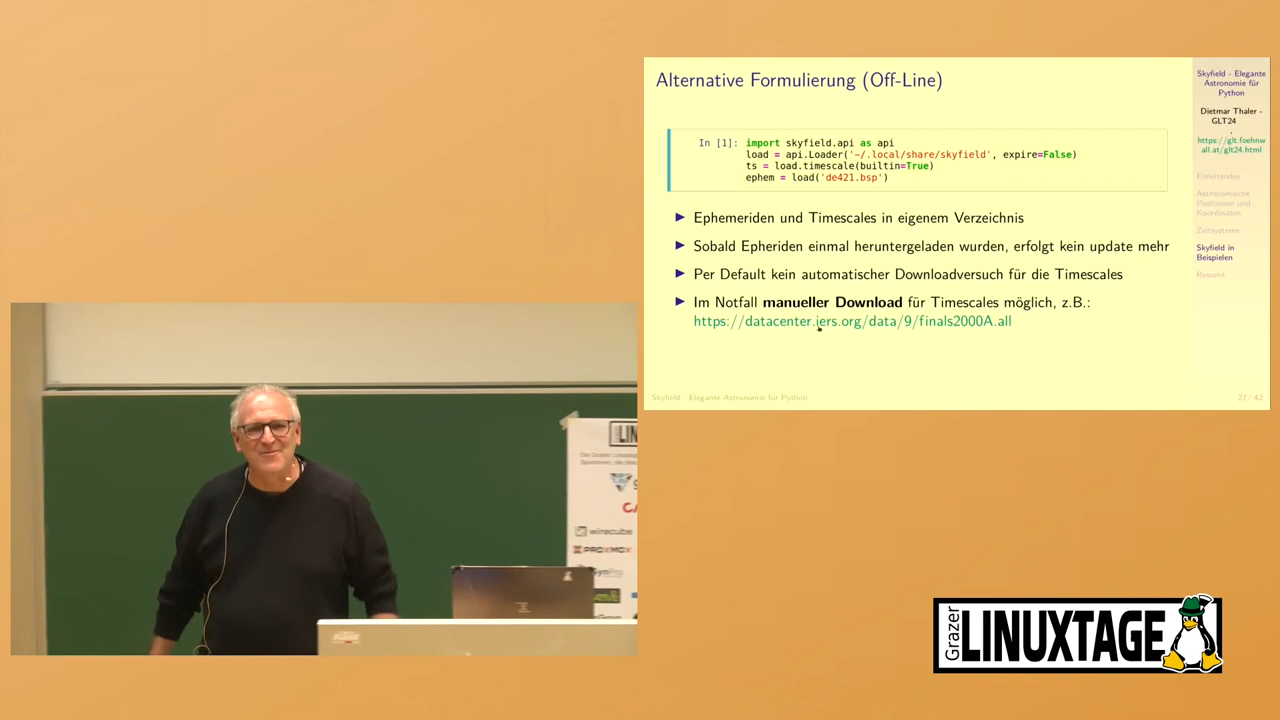 Alternative Formulierung (Off-Line)
In [1]: import skyfield.api as api
load = api.Loader('~/.local/share/skyfield', expire=False)
ts = load.timescale(builtin=True)
ephem = load('de421.bsp')
Ephemeriden und Timescales in eigenem Verzeichnis
Sobald Epheriden einmal heruntergeladen wurden, erfolgt kein update mehr
Per Default kein automatischer Downloadversuch für die Timescales
Im Notfall manueller Download für Timescales möglich, z.B.:
https://datacenter.iers.org/data/9/finals2000A.all
Skyfield - Elegante Astronomie für Python
27/ 42
Skyfield - Elegante
Astronomie für
Python
Dietmar Thaler -
GLT24
,
https://glt.foehnw
all.at/glt24.html
Einleitendes
Astronomische
Positionen und
Koordinaten
Zeitsysteme
Skyfield in
Beispielen
Resumé
wirecube
PROXMOX
Grazer
LINUXTAGE